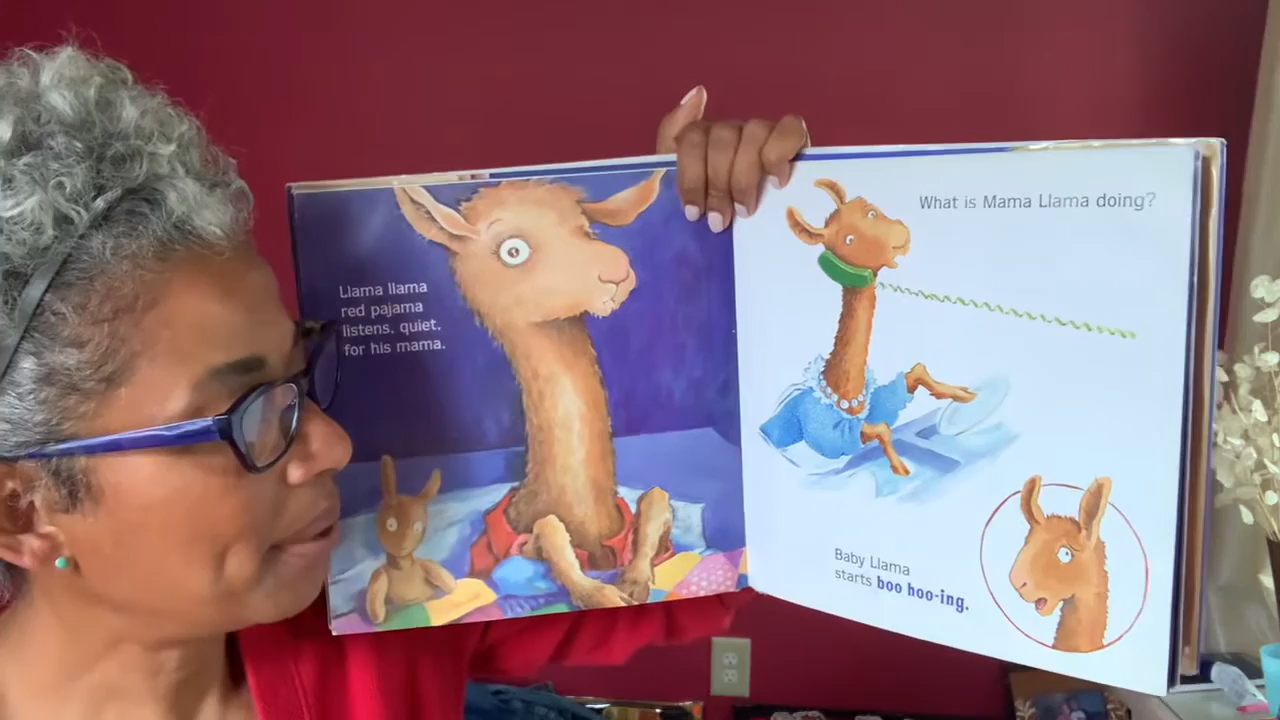 Llama llama
red pajama
listens, quiet,
for his mama.
What is Mama Llama doing?
Baby Llama
starts boo hoo-ing.